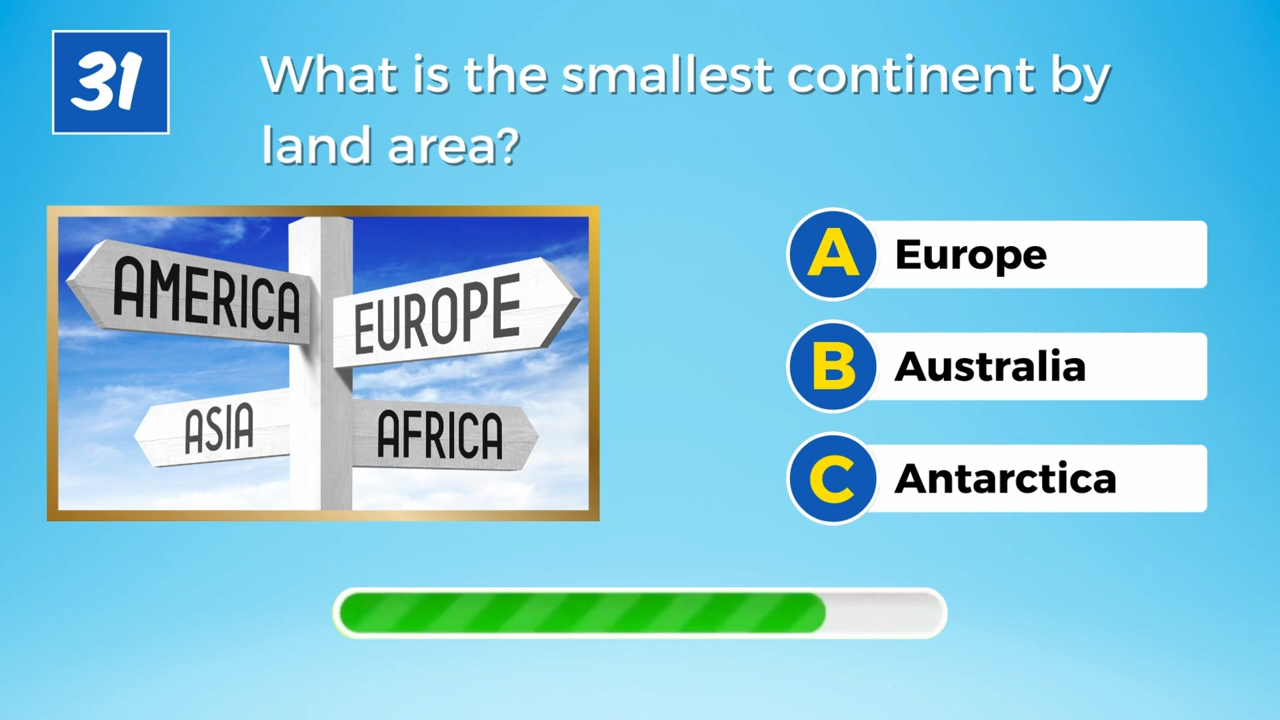 31
What is the smallest continent by
land area?
AMERICA
EUROPE
ASIA
AFRICA
A Europe
B Australia
C Antarctica